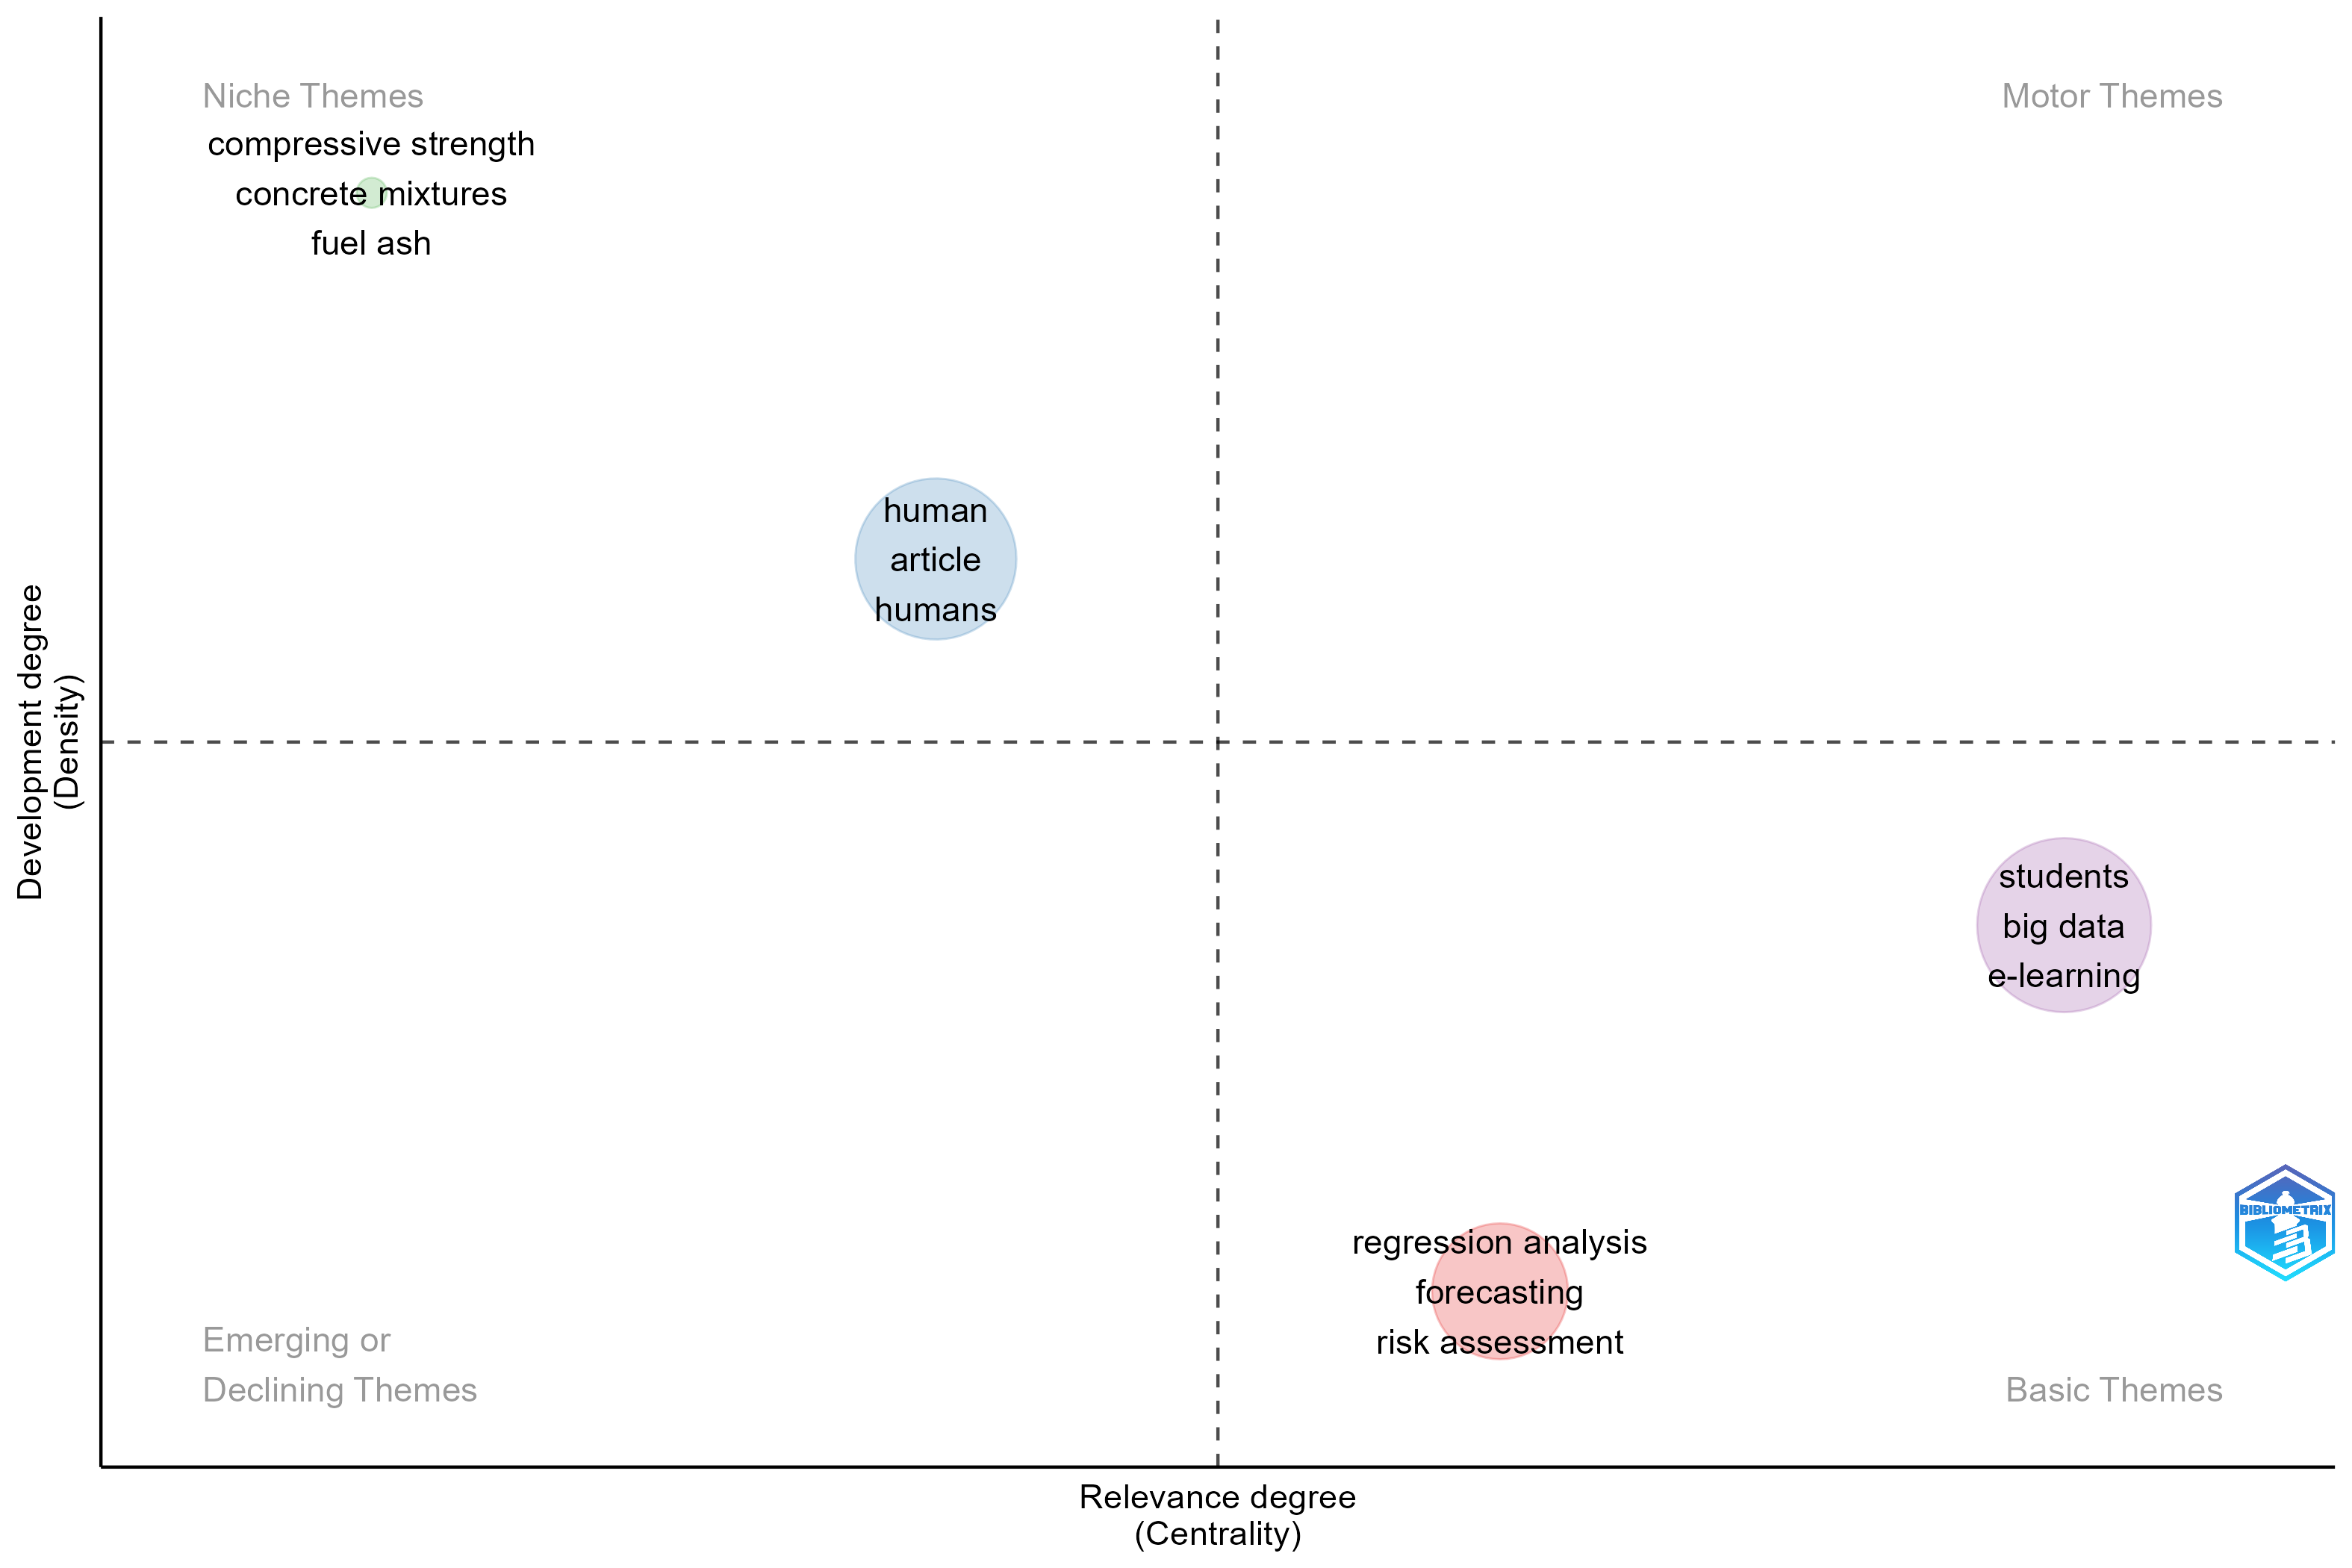 Niche Themes
Motor Themes
compressive strength
concrete mixtures
fuel ash
human
article
humans
Development degree
(Density)
students
big data
e-learning
BIBLIOMETRIX
regression analysis
forecasting
risk assessment
Emerging or
Declining Themes
Basic Themes
Relevance degree
(Centrality)